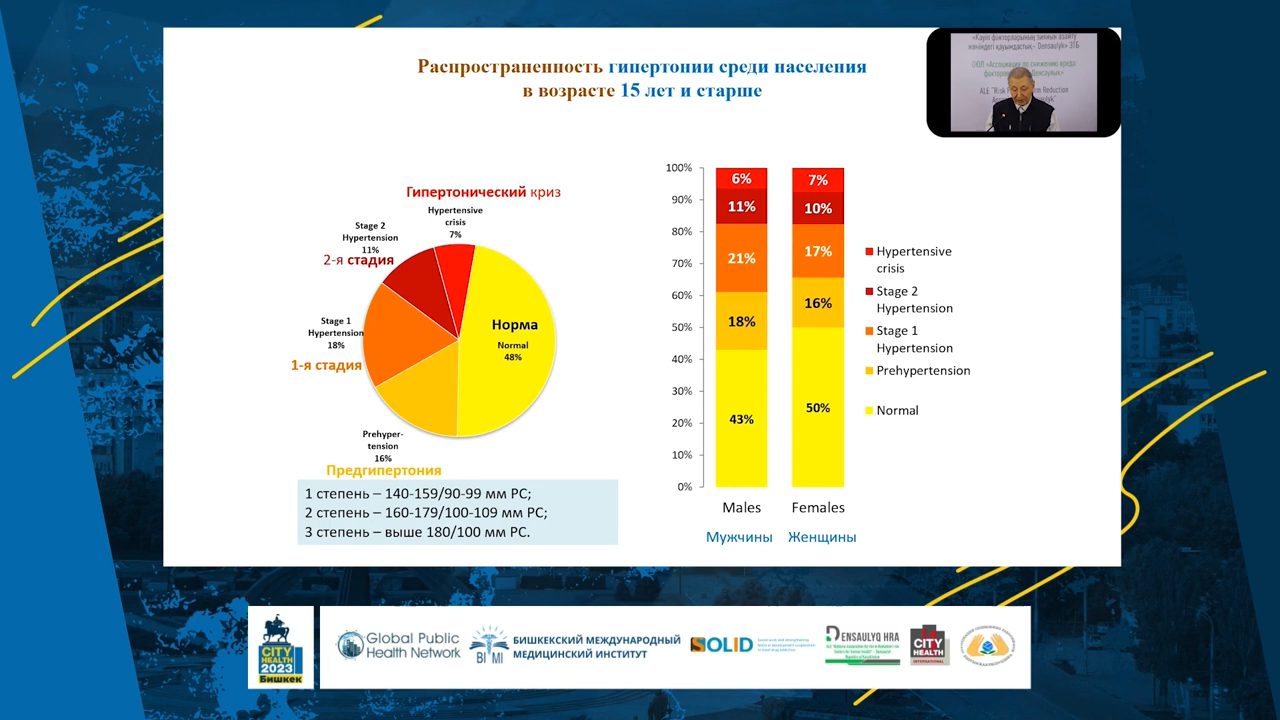 Распространенность гипертонии среди населения
в возрасте 15 лет и старше
Гипертонический криз
Hypertensive
crisis
7%
Stage 2
Hypertension
11%
2-я стадия
Stage 1
Hypertension
18%
1-я стадия
Норма
Normal
48%
Prehyper-
tension
16%
Предгипертония
1 степень – 140-159/90-99 мм РС;
2 степень – 160-179/100-109 мм РС;
3 степень – выше 180/100 мм РС.
100%
90%
80%
70%
60%
50%
40%
30%
20%
10%
0%
6%
11%
21%
18%
43%
7%
10%
17%
16%
50%
Males
Females
Мужчины
Женщины
Hypertensive
crisis
Stage 2
Hypertension
Stage 1
Hypertension
Prehypertension
Normal
CITY
HEALTH
2023
Бишкек
Global Public
Health Network
BIMI
БИШКЕКСКИЙ МЕЖДУНАРОДНЫЙ
МЕДИЦИНСКИЙ ИНСТИТУТ
SOLID
DENSAULYQ HRA
CITY
HEALTH
INTERNATIONAL